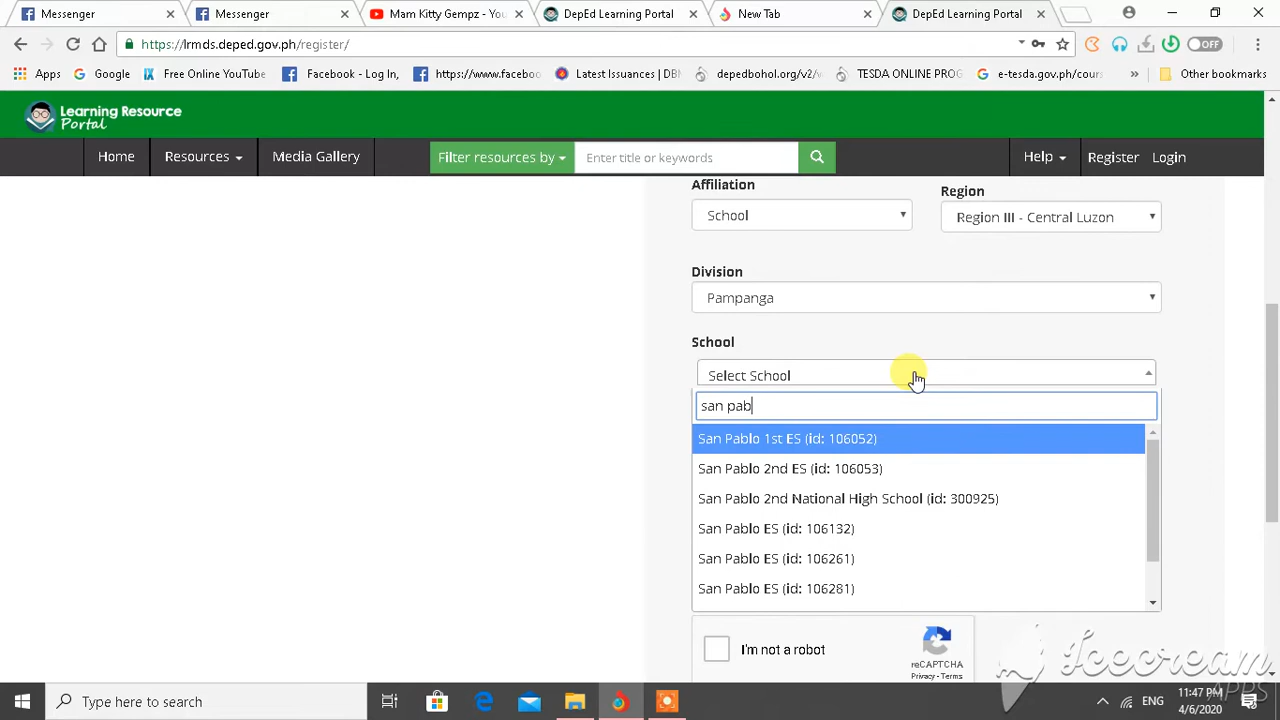 Messenger
Messenger
Mam Kitty Gempz - You
DepEd Learning Portal
New Tab
DepEd Learning Portal
https://lrmds.deped.gov.ph/register/
OFF
Apps
Google
Free Online YouTube
Facebook - Log In,
https://www.faceboo
Latest Issuances | DBM
depedbohol.org/v2/
TESDA ONLINE PROG
e-tesda.gov.ph/cours
»
Other bookmarks
Learning Resource
Portal
Home
Resources
Media Gallery
Filter resources by
Enter title or keywords
Help
Register
Login
Affiliation
Region
School
Region III - Central Luzon
Division
Pampanga
School
Select School
san pab
San Pablo 1st ES (id: 106052)
San Pablo 2nd ES (id: 106053)
San Pablo 2nd National High School (id: 300925)
San Pablo ES (id: 106132)
San Pablo ES (id: 106261)
San Pablo ES (id: 106281)
I'm not a robot
reCAPTCHA
Privacy - Terms
Icecream
APPS
Type here to search
ENG
11:47 PM
4/6/2020